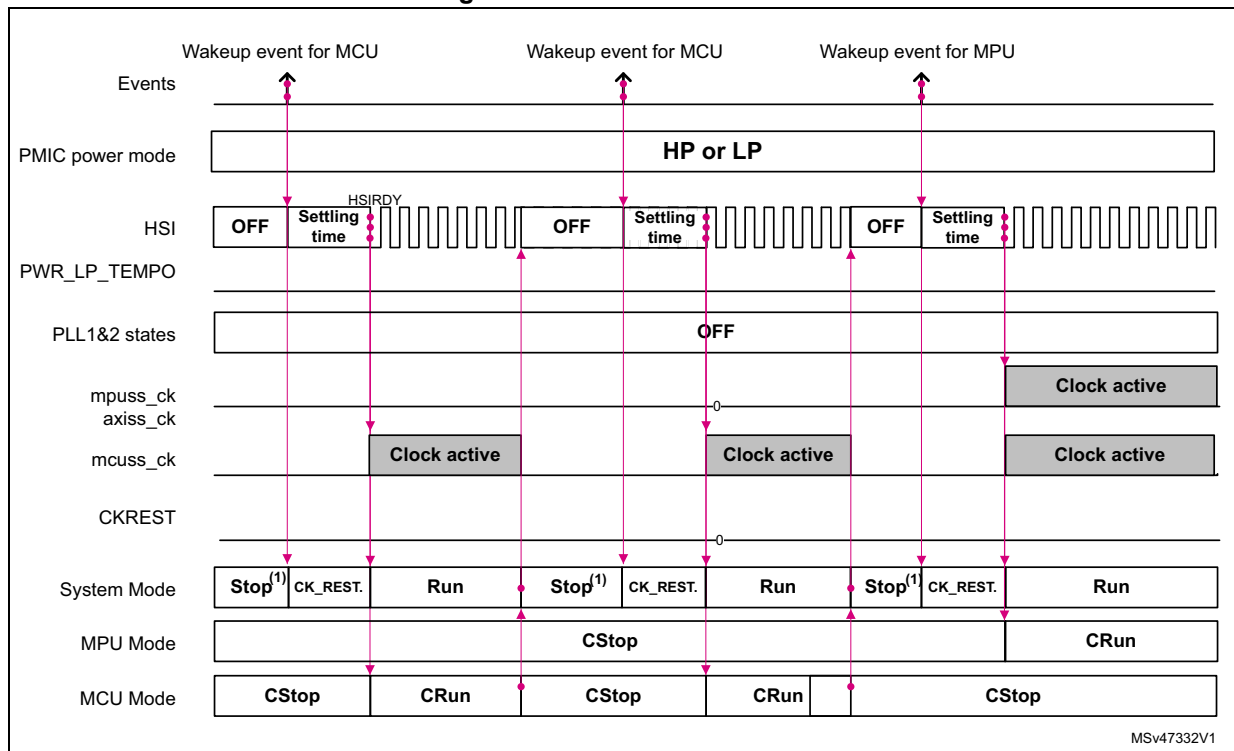 Wakeup event for MCU Wakeup event for MCU Wakeup event for MPU
Events
PMIC power mode HP or LP
HSIRDY
HSI OFF Settling time OFF Settling time OFF Settling time
PWR_LP_TEMPO
PLL1&2 states OFF
mpuss_ck Clock active
axiss_ck 0
mcuss_ck Clock active Clock active Clock active
CKREST
0
System Mode Stop(1) CK_REST. Run Stop(1) CK_REST. Run Stop(1) CK_REST. Run
MPU Mode CStop CRun
MCU Mode CStop CRun CStop CRun CStop
MSv47332V1